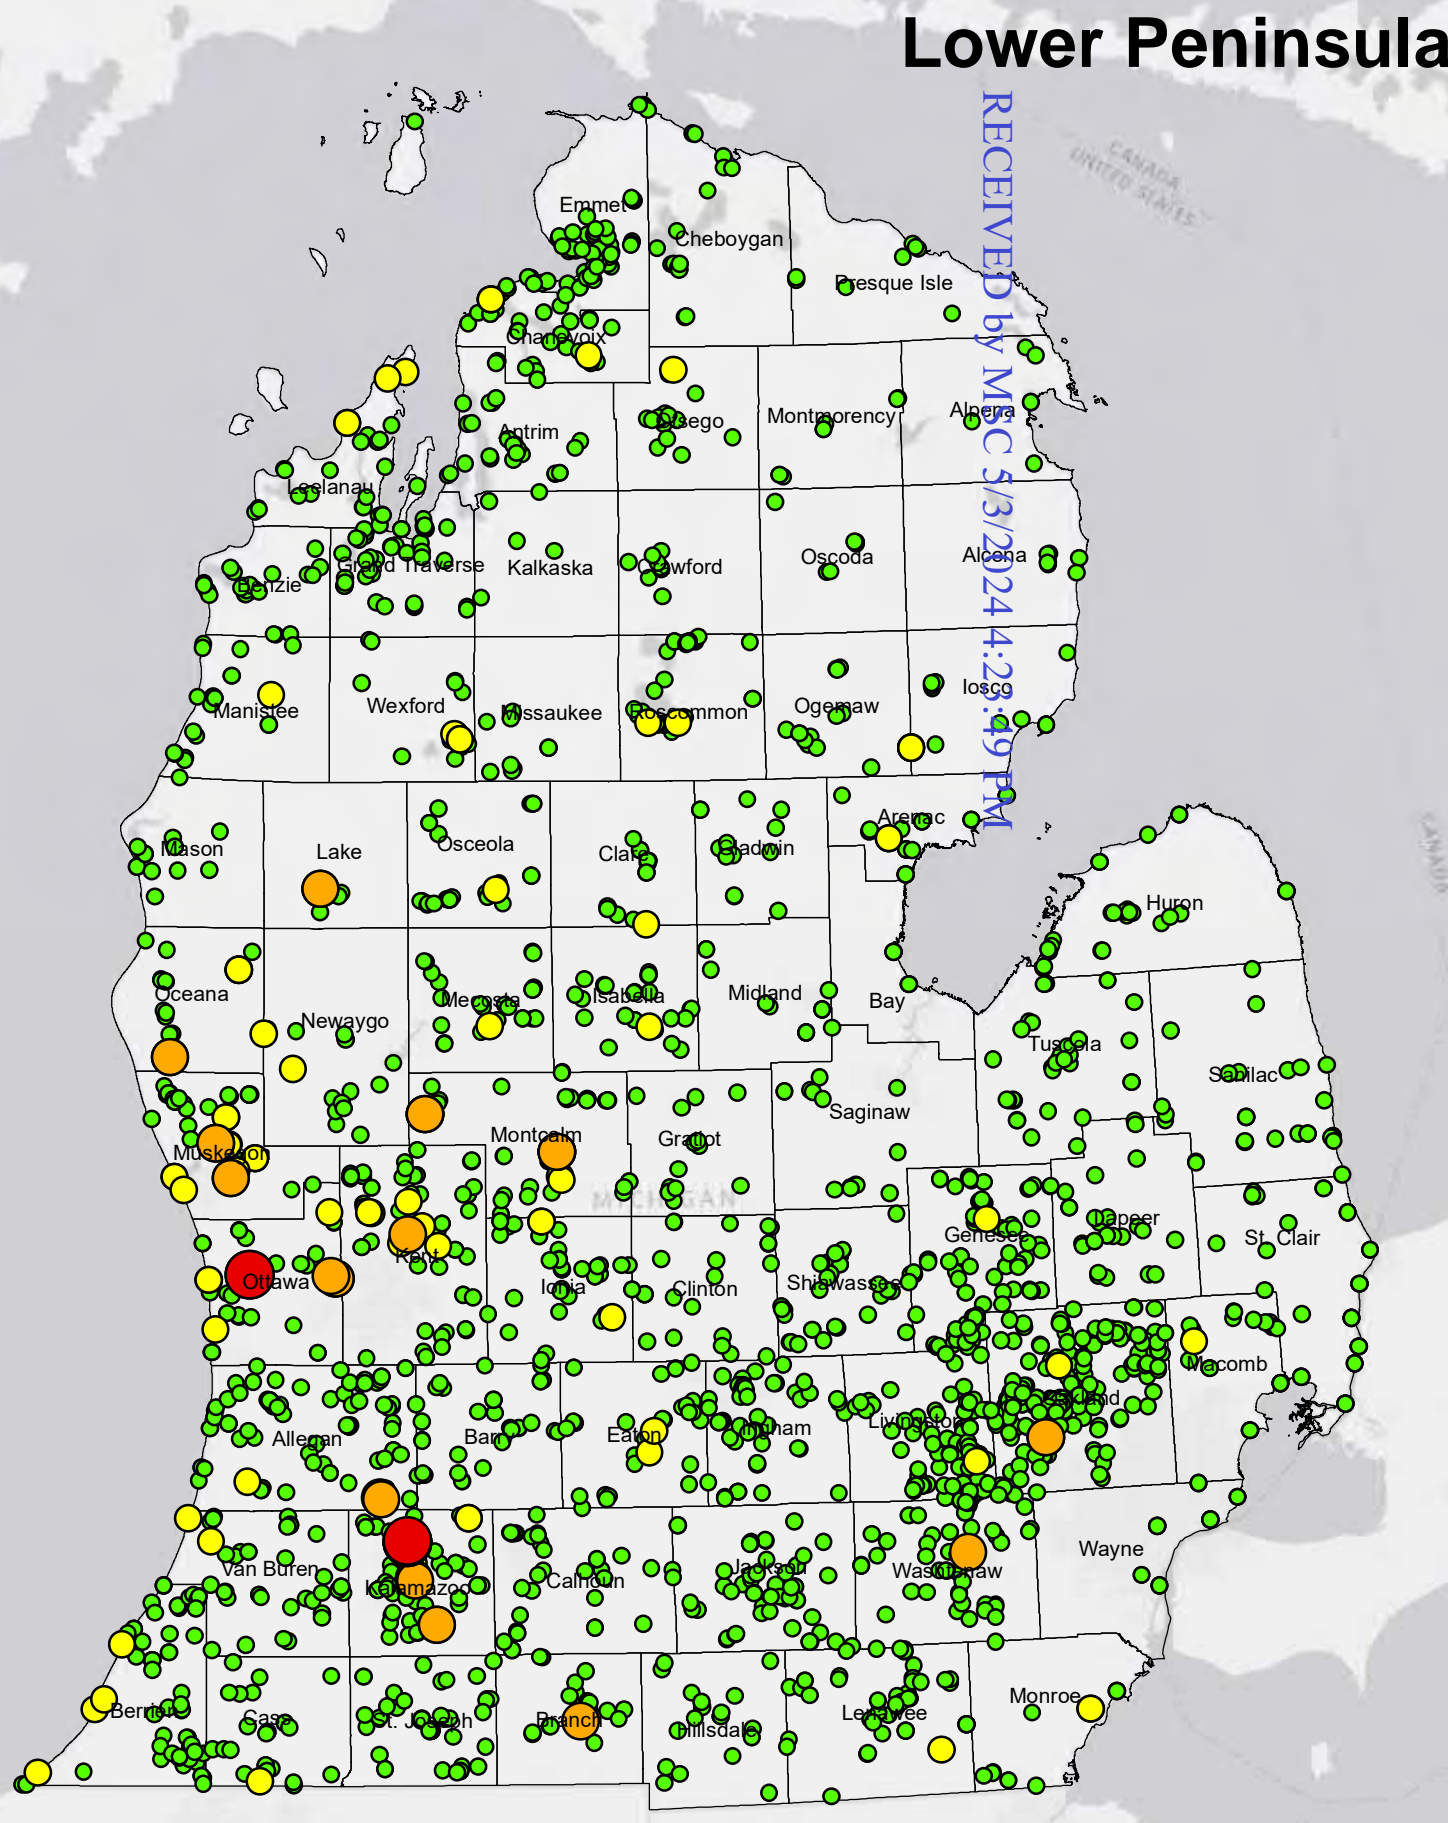 Lower Peninsula
RECEIVED by MSC 5/3/2024 4:23:49 PM
CANADA
UNITED STATES
Emmet
Cheboygan
Presque Isle
Charlevoix
Antrim
Otsego
Montmorency
Alpena
Leelanau
Benzie
Grand Traverse
Kalkaska
Crawford
Oscoda
Alcona
Manistee
Wexford
Missaukee
Roscommon
Ogemaw
Iosco
Mason
Lake
Osceola
Clare
Gladwin
Arenac
CANADA
Huron
Oceana
Newaygo
Mecosta
Isabella
Midland
Bay
Tuscola
Sanilac
Muskegon
Montcalm
Gratiot
Saginaw
MICHIGAN
Ottawa
Kent
Ionia
Clinton
Shiawassee
Genesee
Lapeer
St. Clair
Allegan
Barry
Eaton
Ingham
Livingston
Oakland
Macomb
Van Buren
Kalamazoo
Calhoun
Jackson
Washtenaw
Wayne
Berrien
Cass
St. Joseph
Branch
Hillsdale
Lenawee
Monroe